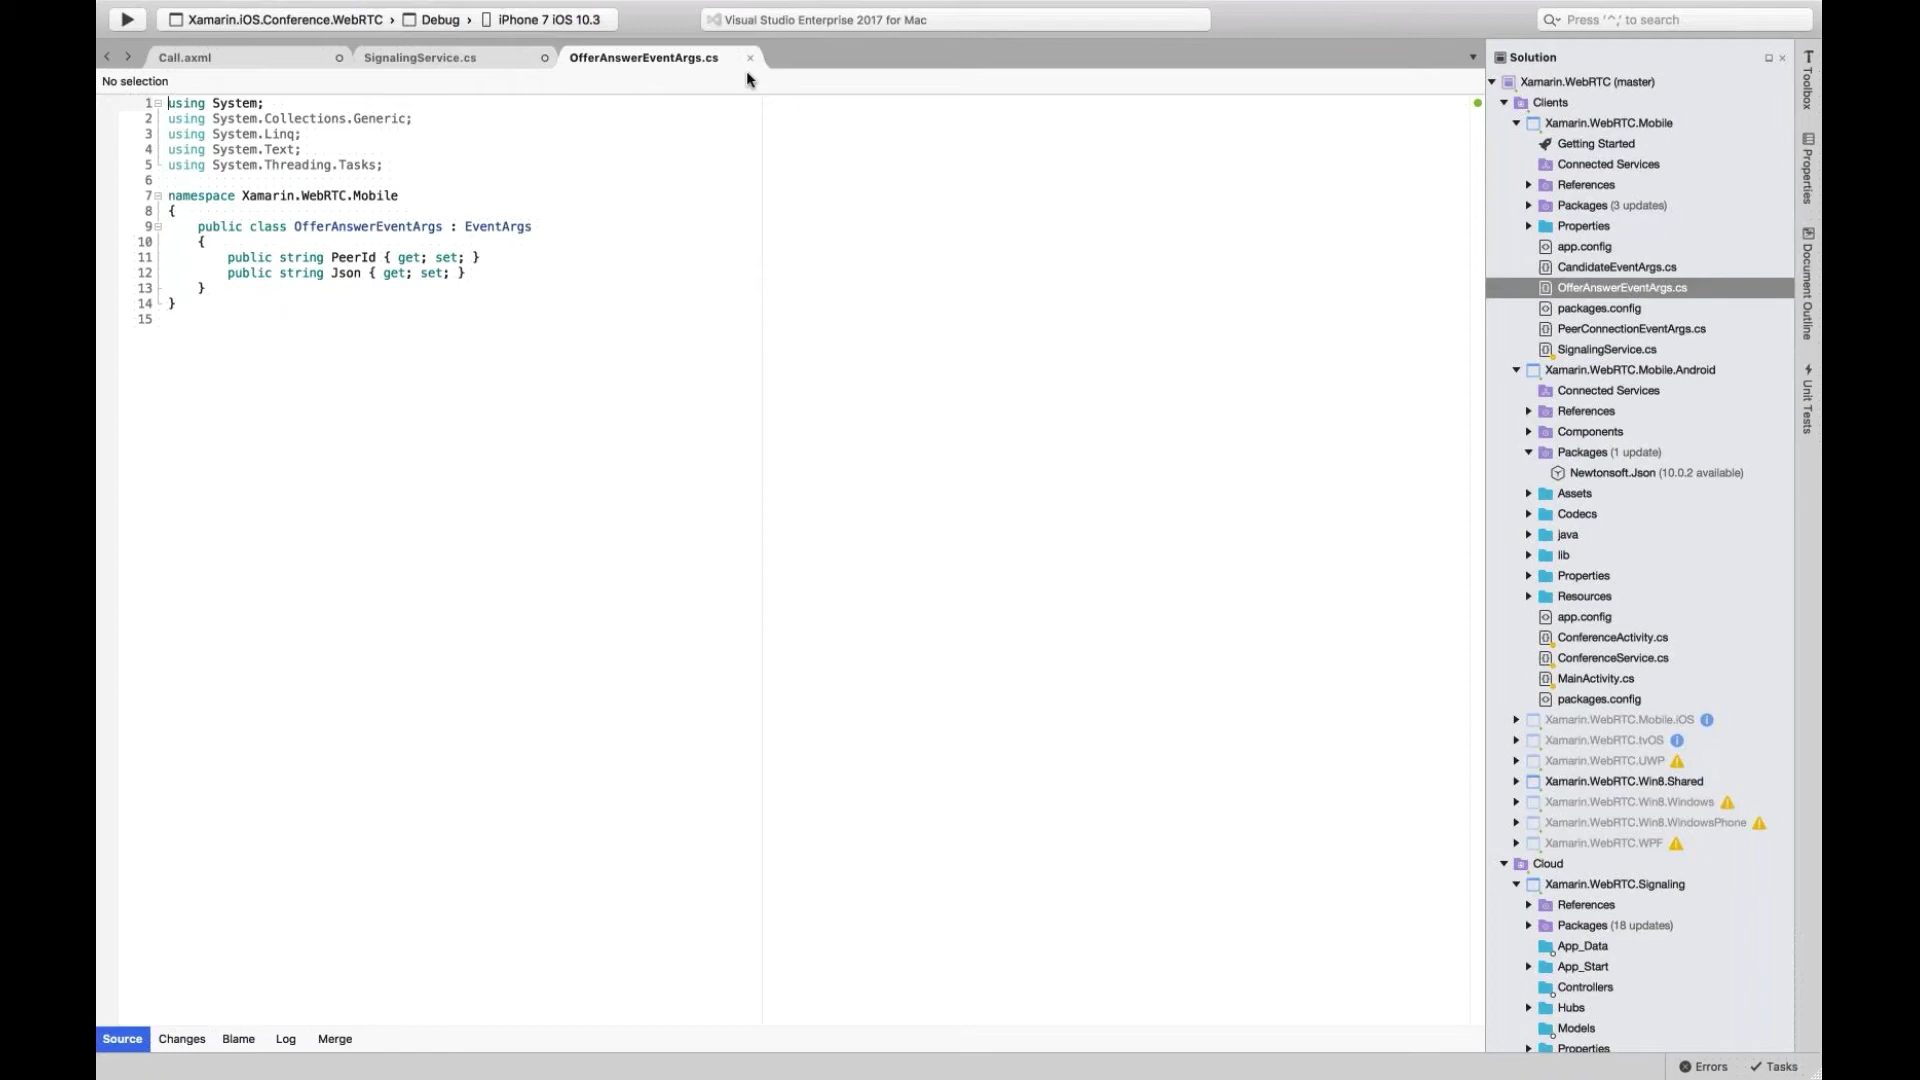 Xamarin.iOS.Conference.WebRTC › Debug › iPhone 7 iOS 10.3
Visual Studio Enterprise 2017 for Mac
Press '^,' to search
Call.axml
SignalingService.cs
OfferAnswerEventArgs.cs
No selection
1 using System;
2 using System.Collections.Generic;
3 using System.Linq;
4 using System.Text;
5 using System.Threading.Tasks;
6
7 namespace Xamarin.WebRTC.Mobile
8 {
9 public class OfferAnswerEventArgs : EventArgs
10 {
11 public string PeerId { get; set; }
12 public string Json { get; set; }
13 }
14 }
15
Source Changes Blame Log Merge
Solution
Xamarin.WebRTC (master)
Clients
Xamarin.WebRTC.Mobile
Getting Started
Connected Services
References
Packages (3 updates)
Properties
app.config
CandidateEventArgs.cs
OfferAnswerEventArgs.cs
packages.config
PeerConnectionEventArgs.cs
SignalingService.cs
Xamarin.WebRTC.Mobile.Android
Connected Services
References
Components
Packages (1 update)
Newtonsoft.Json (10.0.2 available)
Assets
Codecs
java
lib
Properties
Resources
app.config
ConferenceActivity.cs
ConferenceService.cs
MainActivity.cs
packages.config
Xamarin.WebRTC.Mobile.iOS
Xamarin.WebRTC.tvOS
Xamarin.WebRTC.UWP
Xamarin.WebRTC.Win8.Shared
Xamarin.WebRTC.Win8.Windows
Xamarin.WebRTC.Win8.WindowsPhone
Xamarin.WebRTC.WPF
Cloud
Xamarin.WebRTC.Signaling
References
Packages (18 updates)
App_Data
App_Start
Controllers
Hubs
Models
Properties
Toolbox
Properties
Document Outline
Unit Tests
Errors
Tasks